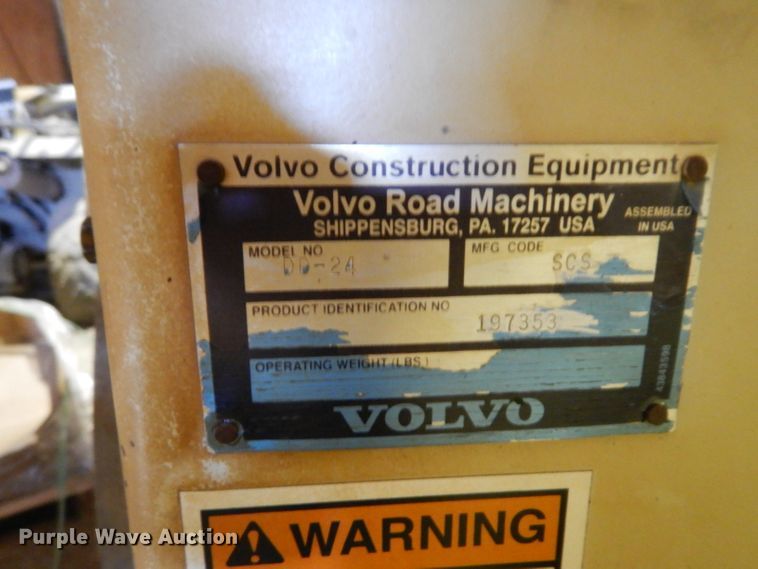 Volvo Construction Equipment
Volvo Road Machinery
SHIPPENSBURG, PA. 17257 USA
ASSEMBLED
IN USA
MODEL NO
DD-24
MFG CODE
SCS
PRODUCT IDENTIFICATION NO
197353
OPERATING WEIGHT (LBS)
43843598
VOLVO
WARNING
Purple Wave Auction